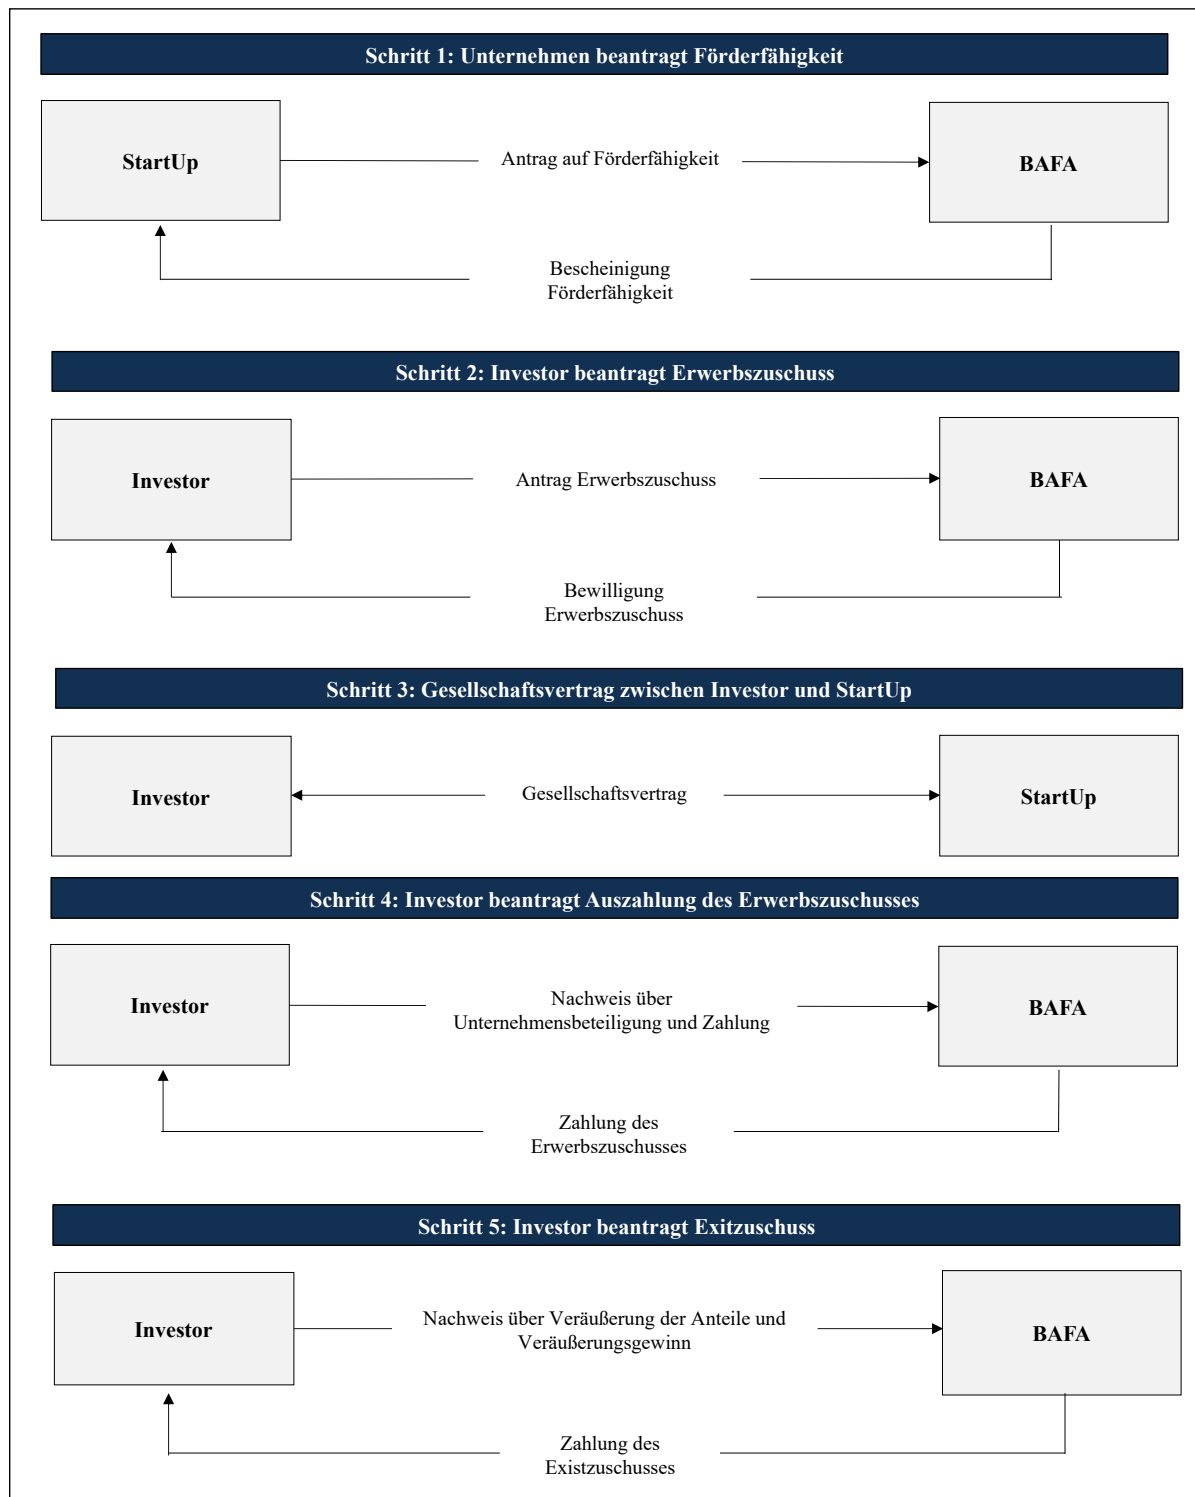 Schritt 1: Unternehmen beantragt Förderfähigkeit
StartUp
Antrag auf Förderfähigkeit
BAFA
Bescheinigung
Förderfähigkeit
Schritt 2: Investor beantragt Erwerbszuschuss
Investor
Antrag Erwerbszuschuss
BAFA
Bewilligung
Erwerbszuschuss
Schritt 3: Gesellschaftsvertrag zwischen Investor und StartUp
Investor
Gesellschaftsvertrag
StartUp
Schritt 4: Investor beantragt Auszahlung des Erwerbszuschusses
Investor
Nachweis über
Unternehmensbeteiligung und Zahlung
BAFA
Zahlung des
Erwerbszuschusses
Schritt 5: Investor beantragt Exitzuschuss
Investor
Nachweis über Veräußerung der Anteile und
Veräußerungsgewinn
BAFA
Zahlung des
Existzuschusses